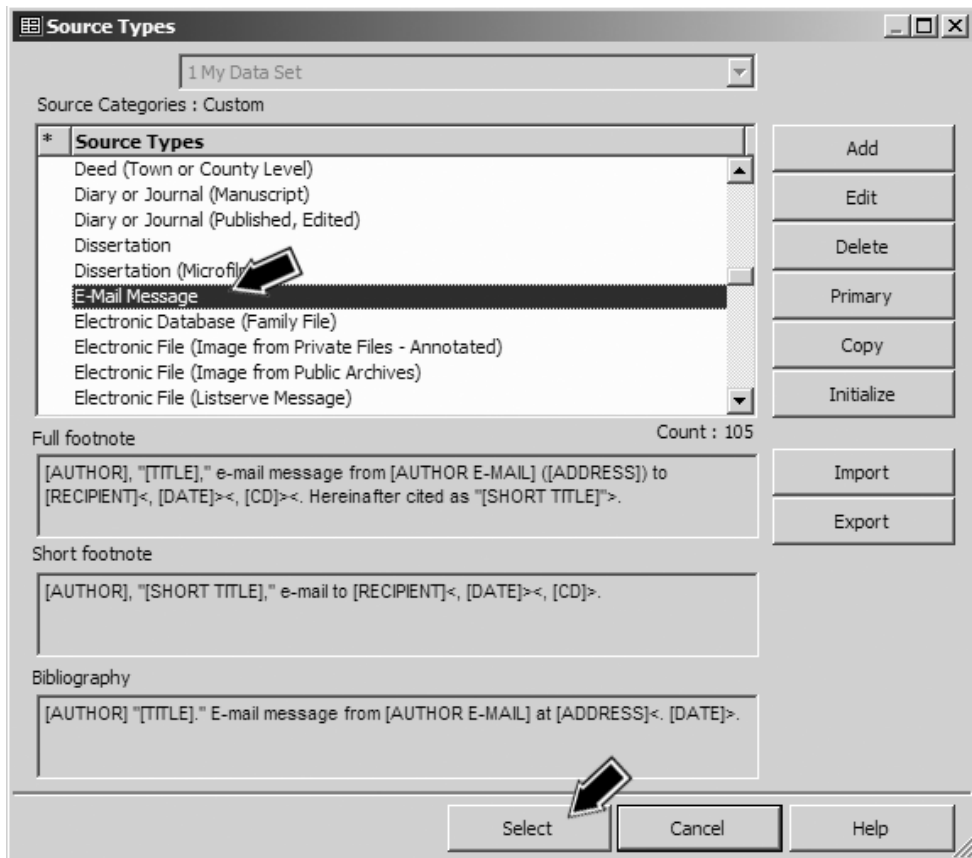 Source Types
1 My Data Set
Source Categories : Custom
* Source Types
Deed (Town or County Level)
Diary or Journal (Manuscript)
Diary or Journal (Published, Edited)
Dissertation
Dissertation (Microfil
E-Mail Message
Electronic Database (Family File)
Electronic File (Image from Private Files - Annotated)
Electronic File (Image from Public Archives)
Electronic File (Listserve Message)
Count : 105
Add
Edit
Delete
Primary
Copy
Initialize
Import
Export
Full footnote
[AUTHOR], "[TITLE]," e-mail message from [AUTHOR E-MAIL] ([ADDRESS]) to
[RECIPIENT]<, [DATE]><, [CD]><. Hereinafter cited as "[SHORT TITLE]">.
Short footnote
[AUTHOR], "[SHORT TITLE]," e-mail to [RECIPIENT]<, [DATE]><, [CD]>.
Bibliography
[AUTHOR] "[TITLE]." E-mail message from [AUTHOR E-MAIL] at [ADDRESS]<. [DATE]>.
Select
Cancel
Help